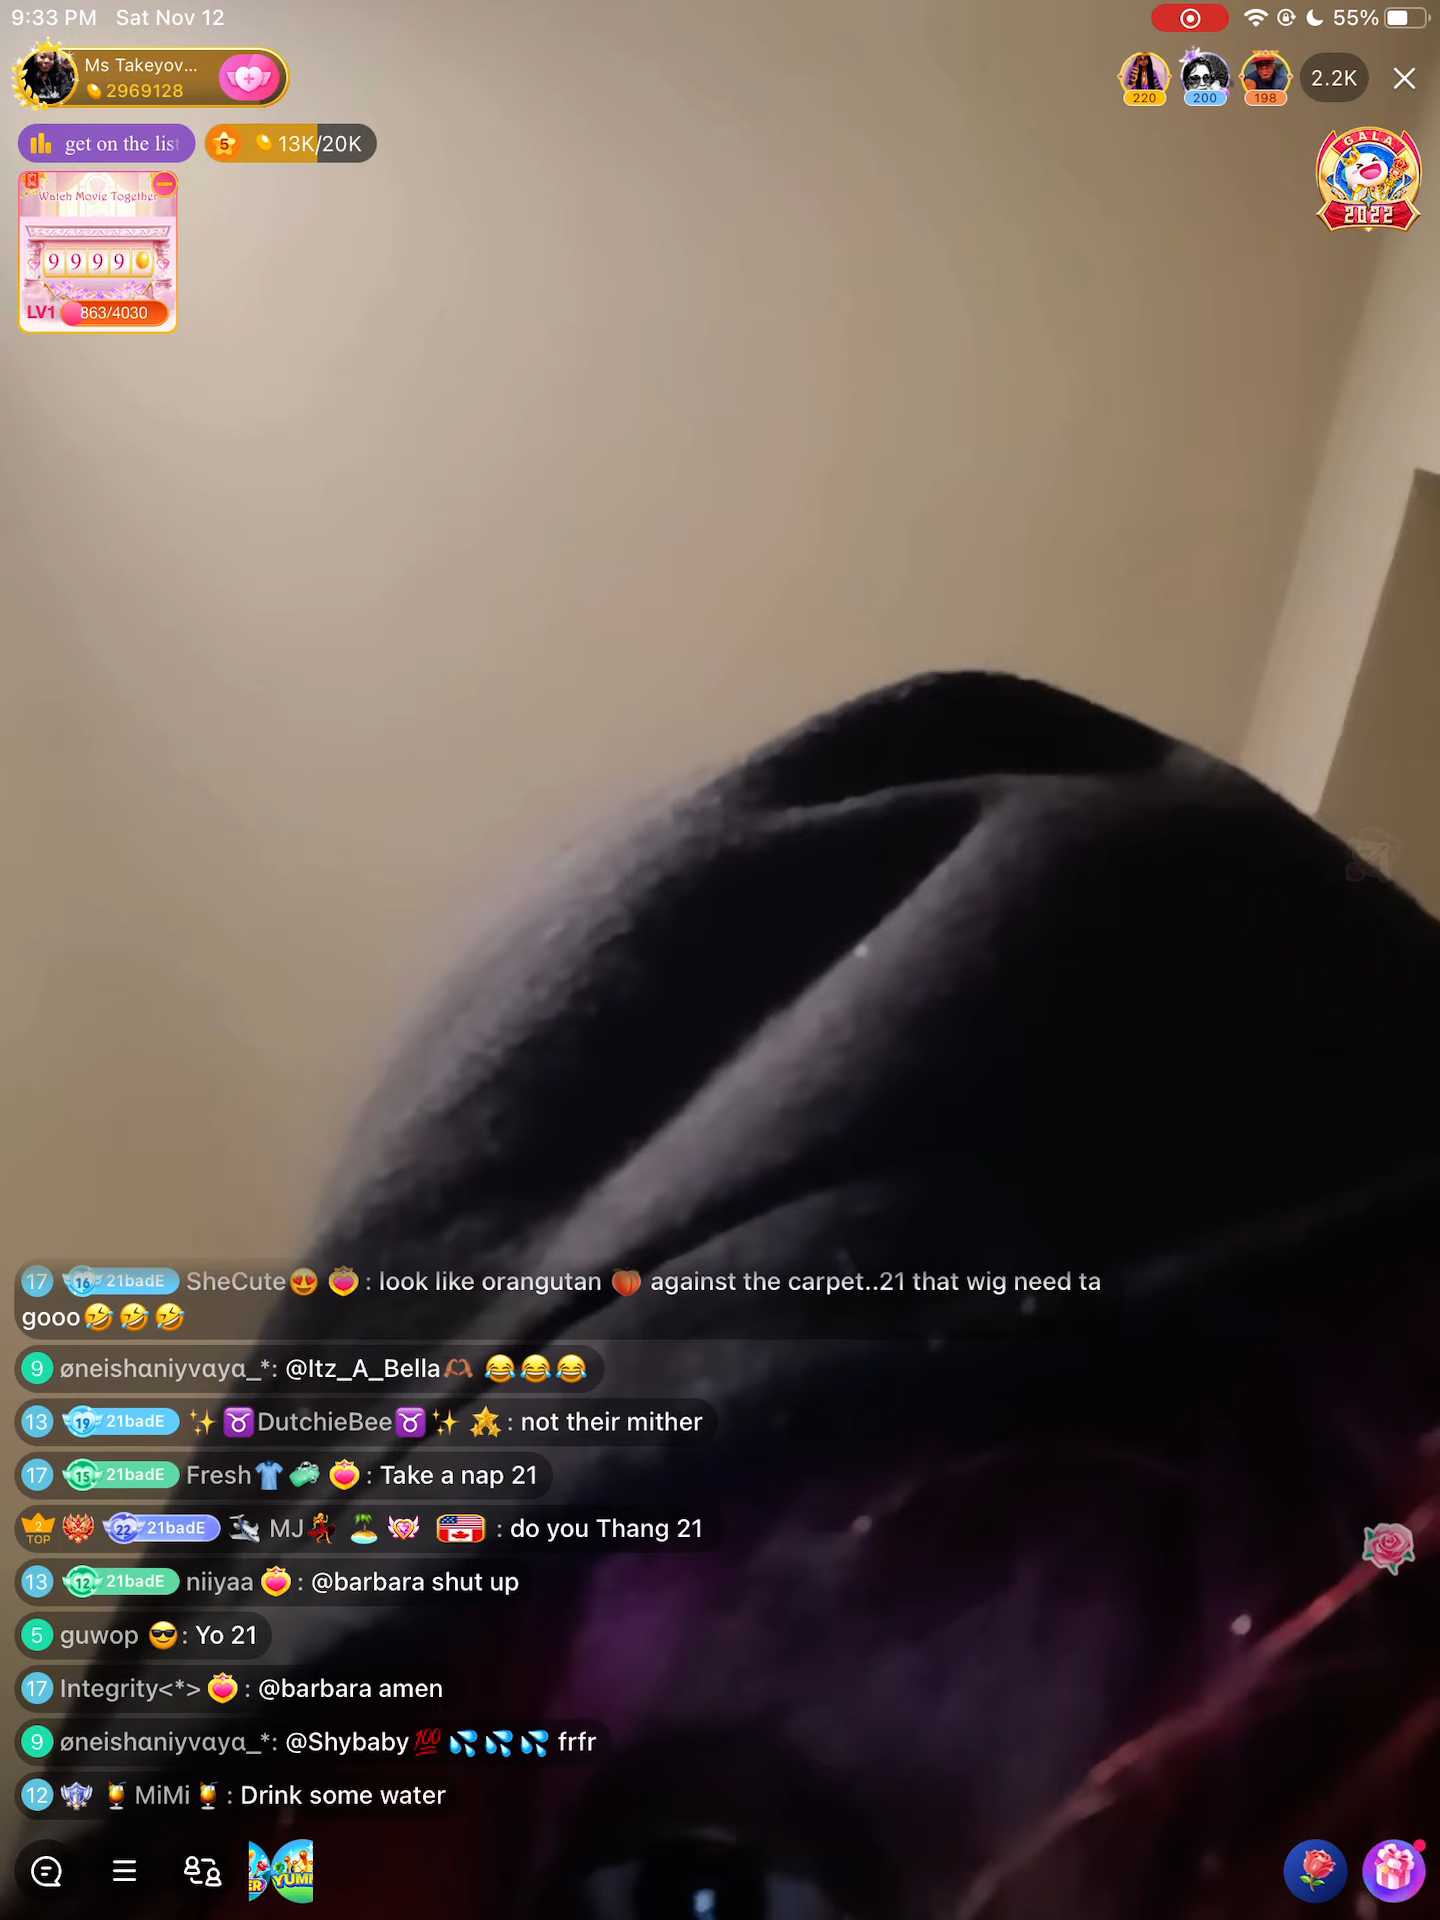 9:33 PM Sat Nov 12
55%
Ms Takeyov...
2969128
220
200
198
2.2K
get on the lis
5
13K/20K
GALA
2022
Watch Movie Together
9 9 9 9
LV1 863/4030
17 16 21badE SheCute😍 : look like orangutan 🍑 against the carpet..21 that wig need ta
gooo🤣🤣🤣
9 øneishɑniyvɑyɑ_*: @Itz_A_Bella🫶🏾 😂😂😂
13 19 21badE ✨♉DutchieBee♉✨ : not their mither
17 15 21badE Fresh👕 : Take a nap 21
2 TOP 22 21badE MJ💃🏝 : do you Thang 21
13 12 21badE niiyaa : @barbara shut up
5 guwop 😎: Yo 21
17 Integrity<*> : @barbara amen
9 øneishɑniyvɑyɑ_*: @Shybaby💯💦💦💦 frfr
12 🍹MiMi🍹: Drink some water
ER
YUM